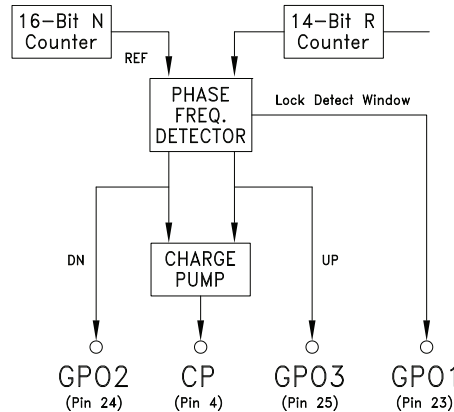 16-Bit N
Counter
14-Bit R
Counter
REF
PHASE
FREQ.
DETECTOR
Lock Detect Window
DN
CHARGE
PUMP
UP
GPO2
(Pin 24)
CP
(Pin 4)
GPO3
(Pin 25)
GPO1
(Pin 23)